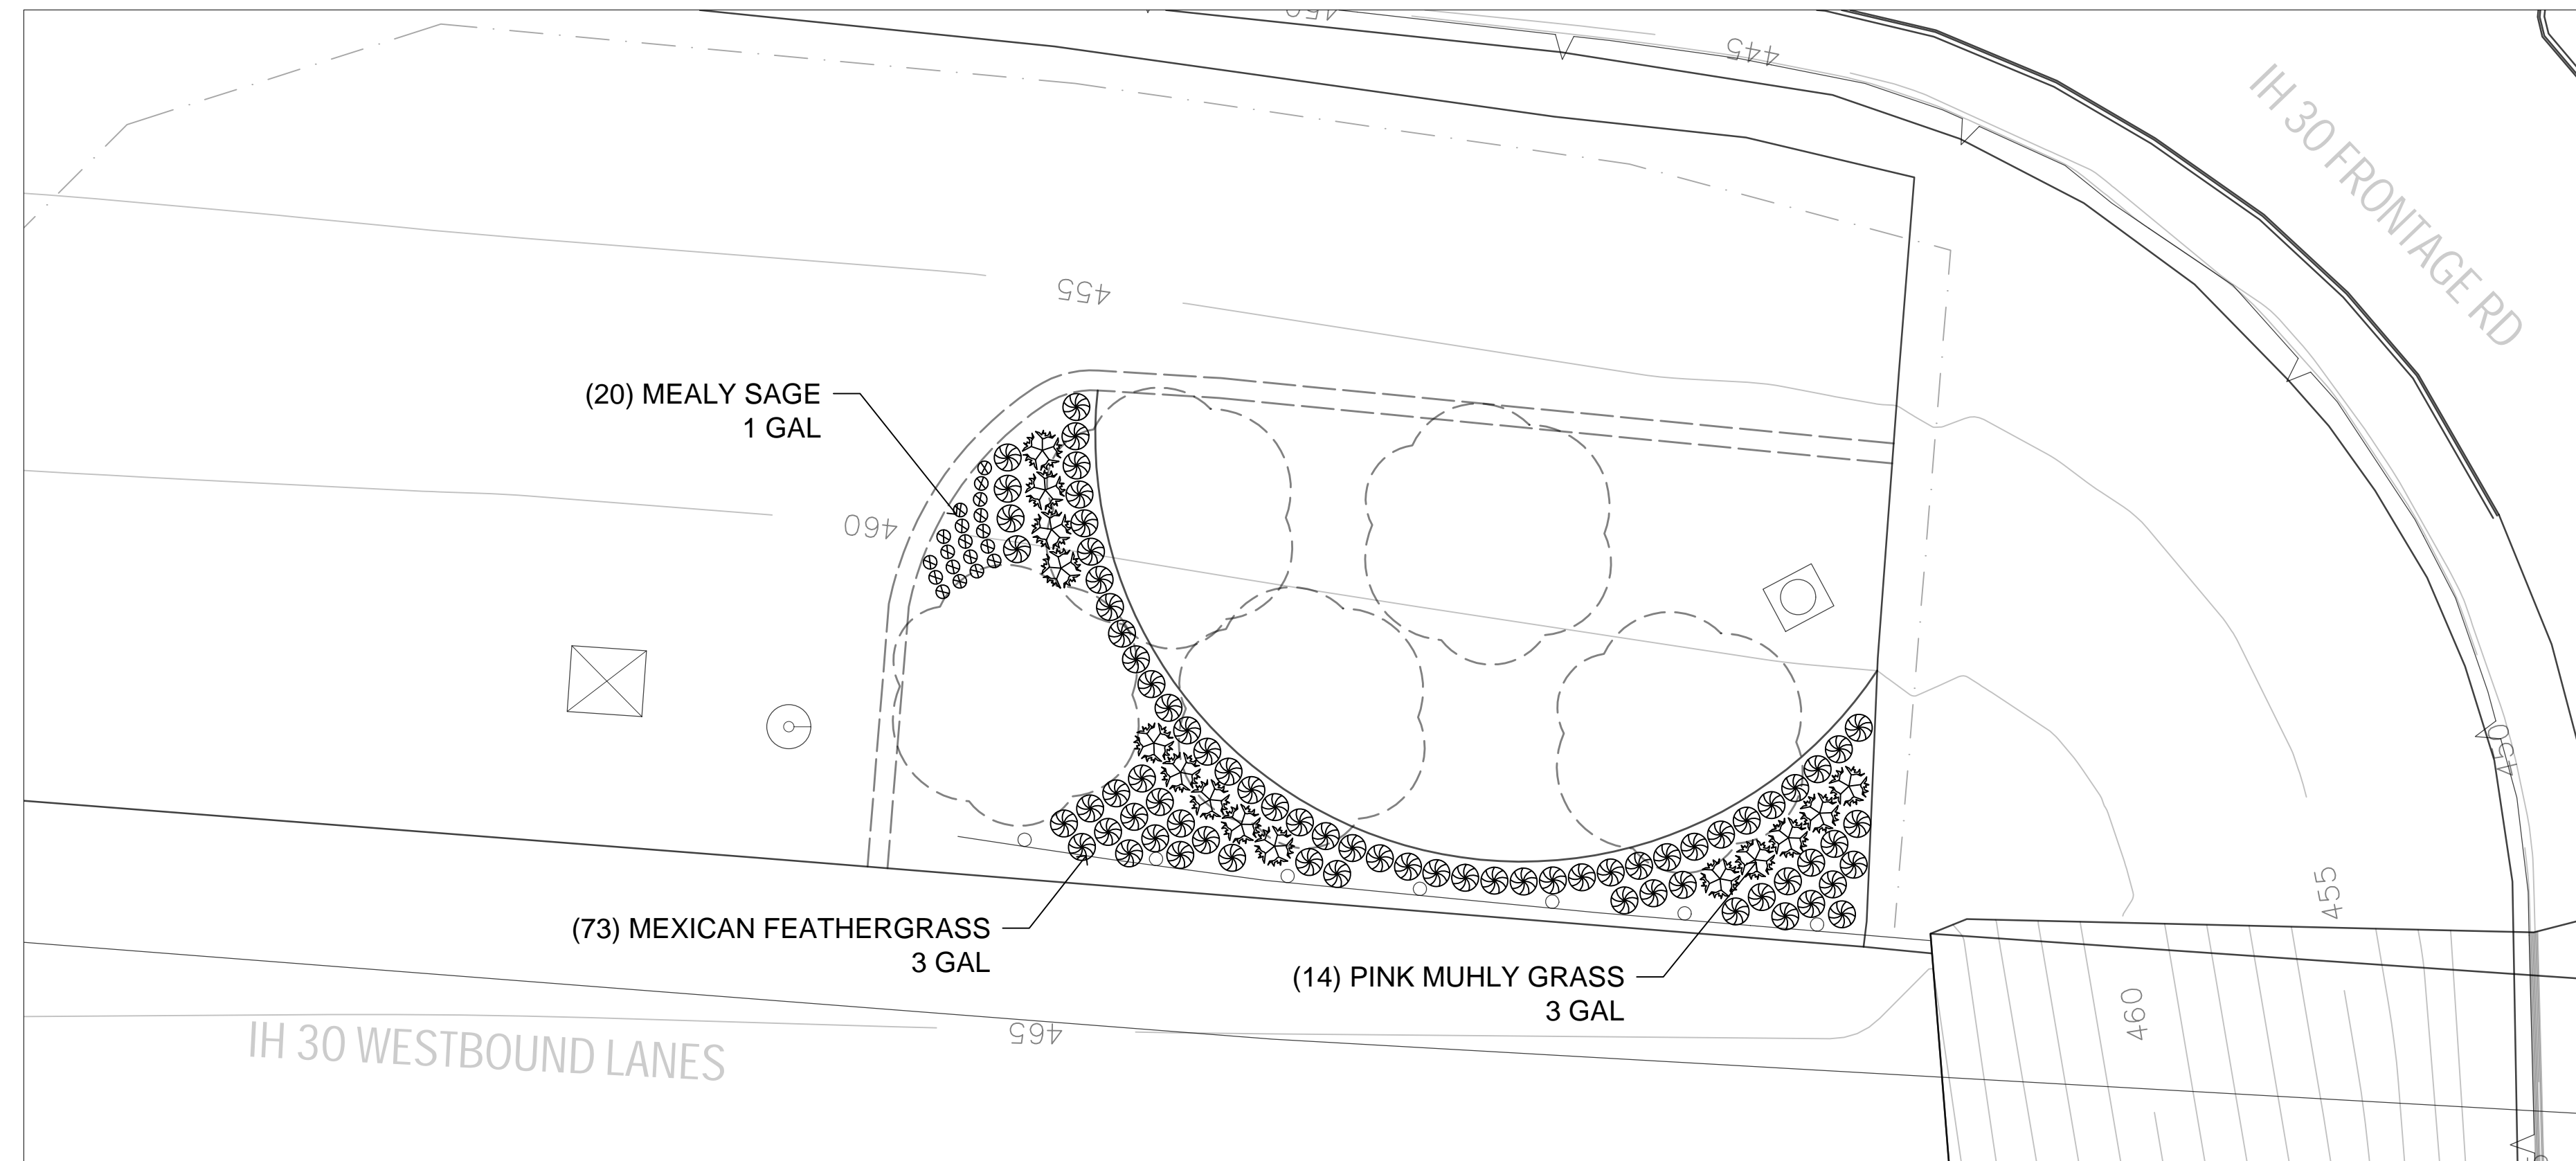 450
445
IH 30 FRONTAGE RD
455
(20) MEALY SAGE
1 GAL
460
450
(73) MEXICAN FEATHERGRASS
3 GAL
455
(14) PINK MUHLY GRASS
3 GAL
460
465
IH 30 WESTBOUND LANES